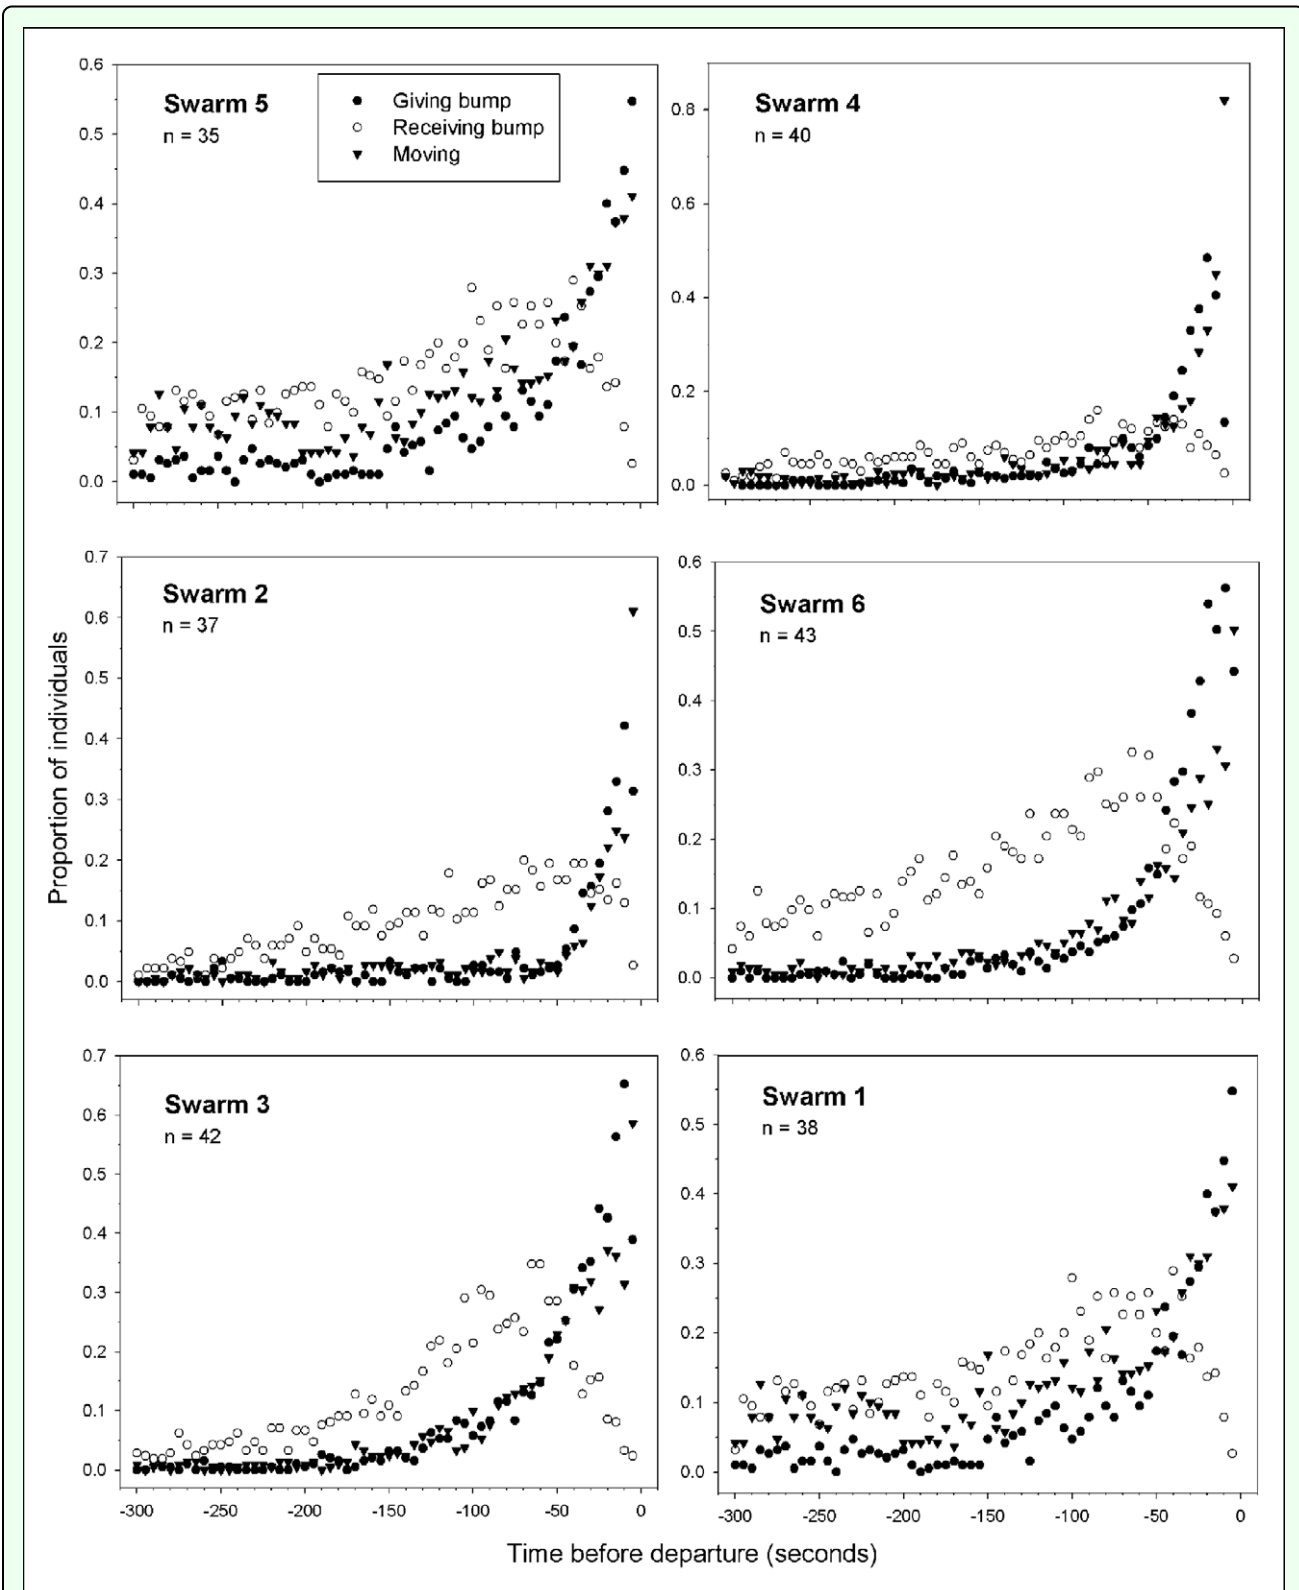 Swarm 5
n = 35
Giving bump
Receiving bump
Moving
0.6
0.5
0.4
0.3
0.2
0.1
0.0
Swarm 4
n = 40
0.8
0.6
0.4
0.2
0.0
Proportion of individuals
Swarm 2
n = 37
0.7
0.6
0.5
0.4
0.3
0.2
0.1
0.0
Swarm 6
n = 43
0.6
0.5
0.4
0.3
0.2
0.1
0.0
Swarm 3
n = 42
0.7
0.6
0.5
0.4
0.3
0.2
0.1
0.0
-300 -250 -200 -150 -100 -50 0
Swarm 1
n = 38
0.6
0.5
0.4
0.3
0.2
0.1
0.0
-300 -250 -200 -150 -100 -50 0
Time before departure (seconds)